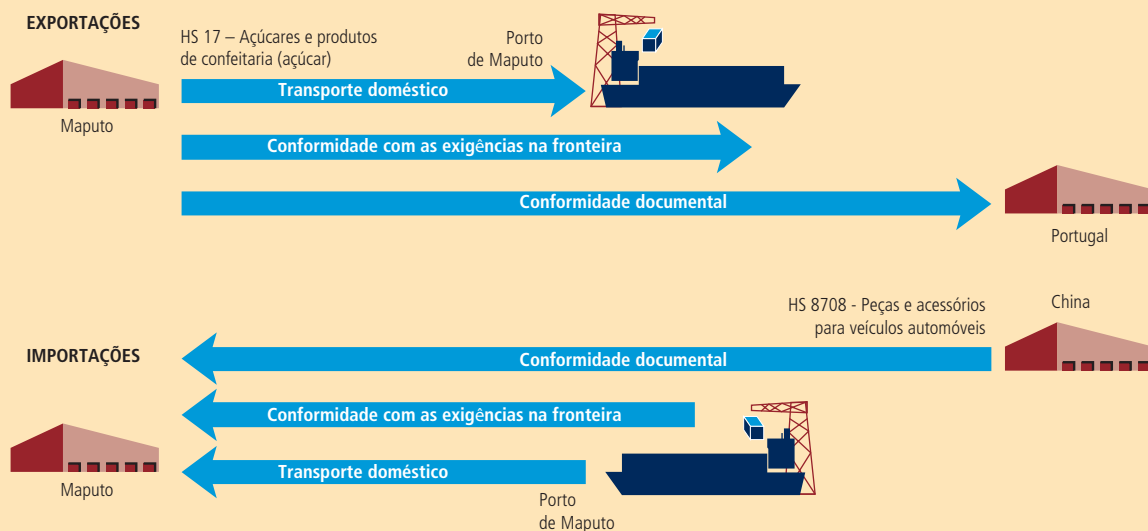 EXPORTAÇÕES
HS 17 – Açúcares e produtos
de confeitaria (açúcar)
Porto
de Maputo
Transporte doméstico
Maputo
Conformidade com as exigências na fronteira
Conformidade documental
Portugal
HS 8708 - Peças e acessórios
para veículos automóveis
China
IMPORTAÇÕES
Conformidade documental
Conformidade com as exigências na fronteira
Transporte doméstico
Maputo
Porto
de Maputo